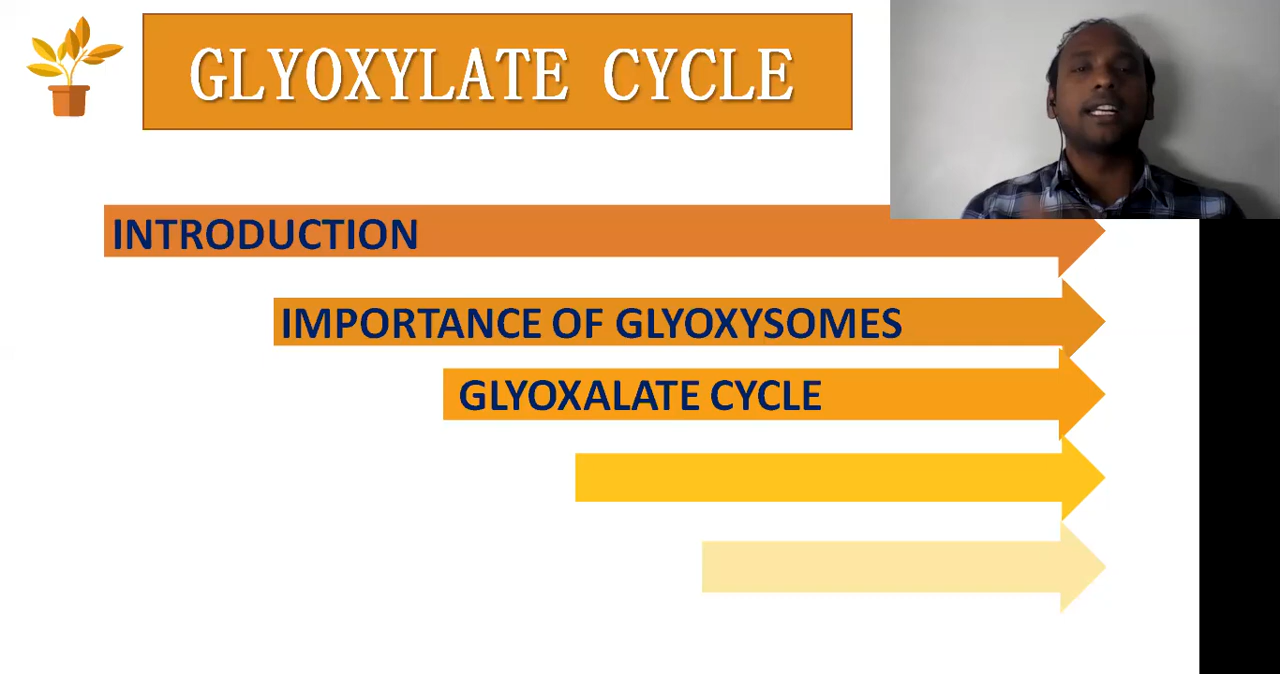 GLYOXYLATE CYCLE
INTRODUCTION
IMPORTANCE OF GLYOXYSOMES
GLYOXALATE CYCLE